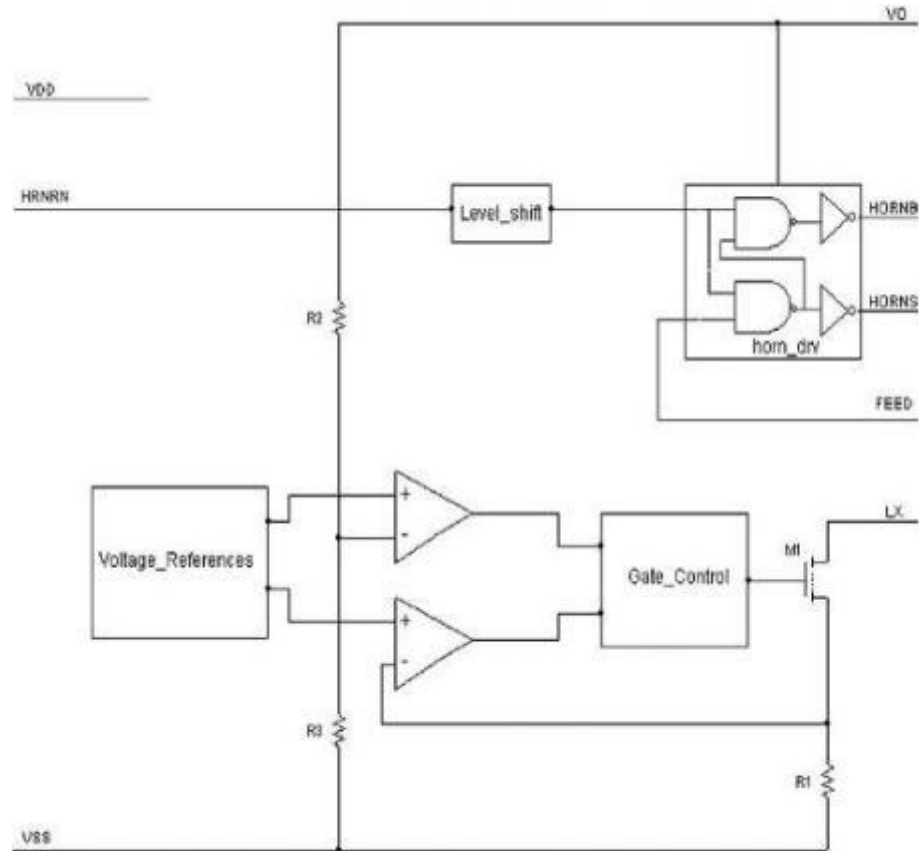 VO
VDD
HRNRN
Level_shift
HORNB
HORNS
R2
horn_drv
FEED
+
-
LX
Voltage_References
M1
Gate_Control
+
-
R3
R1
VSS